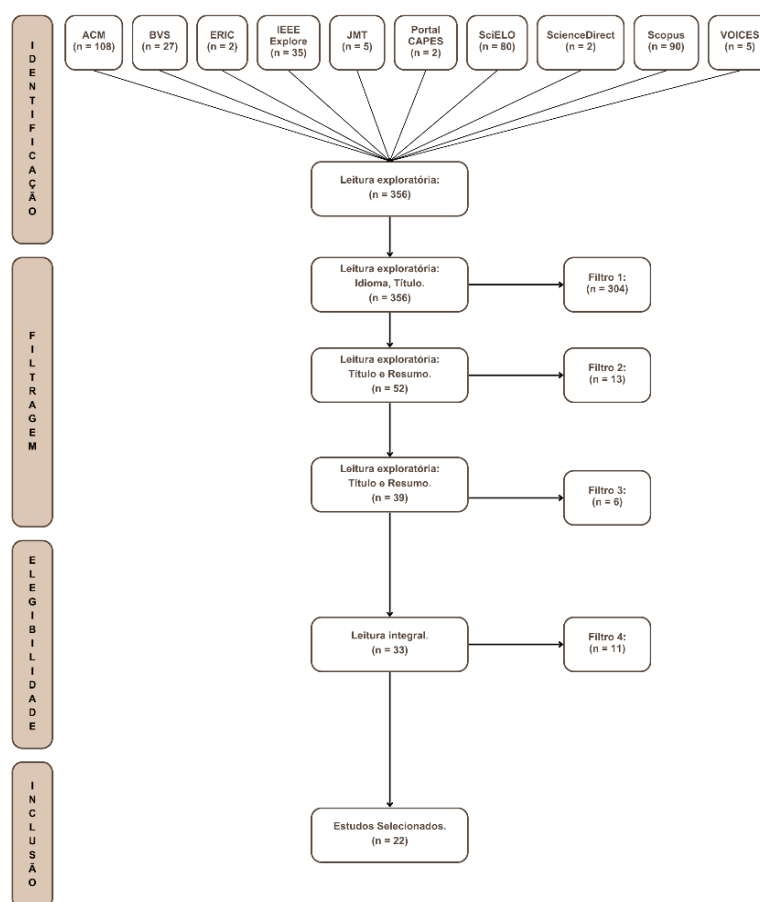 IDENTIFICAÇÃO
ACM
(n = 108)
BVS
(n = 27)
ERIC
(n = 2)
IEEE
Explore
(n = 35)
JMT
(n = 5)
Portal
CAPES
(n = 2)
SciELO
(n = 80)
ScienceDirect
(n = 2)
Scopus
(n = 90)
VOICES
(n = 5)
Leitura exploratória:
(n = 356)
FILTRAGEM
Leitura exploratória:
Idioma, Título.
(n = 356)
Filtro 1:
(n = 304)
Leitura exploratória:
Título e Resumo.
(n = 52)
Filtro 2:
(n = 13)
Leitura exploratória:
Título e Resumo.
(n = 39)
Filtro 3:
(n = 6)
ELEGIBILIDADE
Leitura integral.
(n = 33)
Filtro 4:
(n = 11)
INCLUSÃO
Estudos Selecionados.
(n = 22)